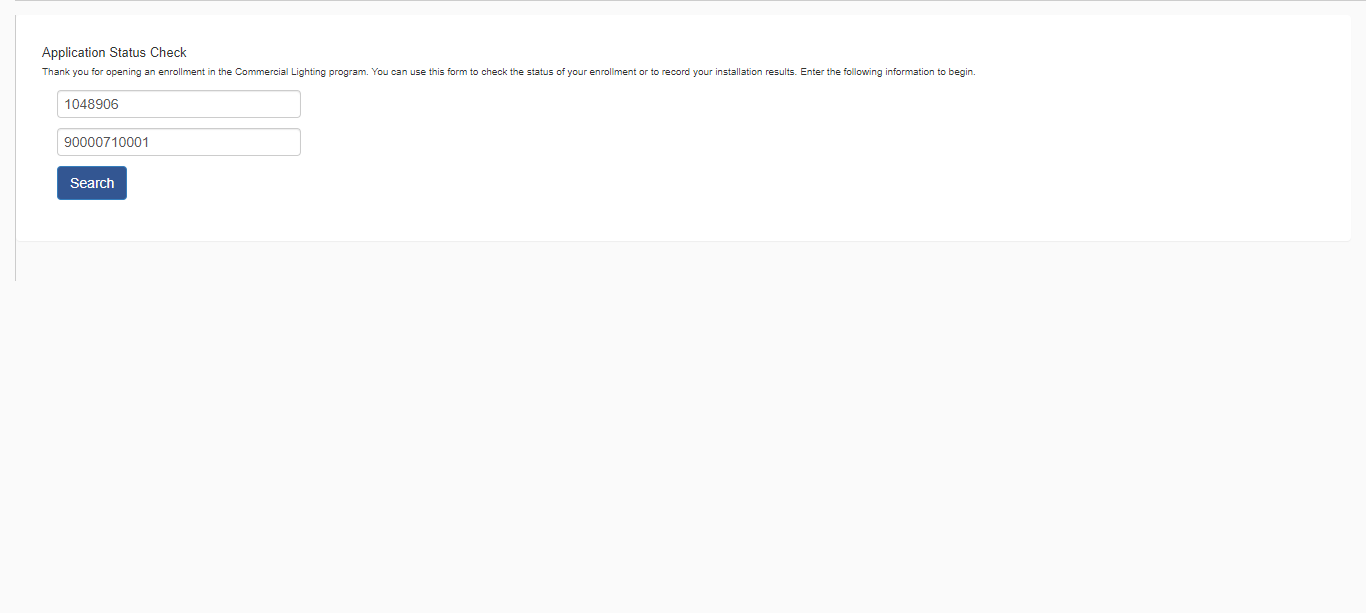 Application Status Check
Thank you for opening an enrollment in the Commercial Lighting program. You can use this form to check the status of your enrollment or to record your installation results. Enter the following information to begin.
1048906
90000710001
Search